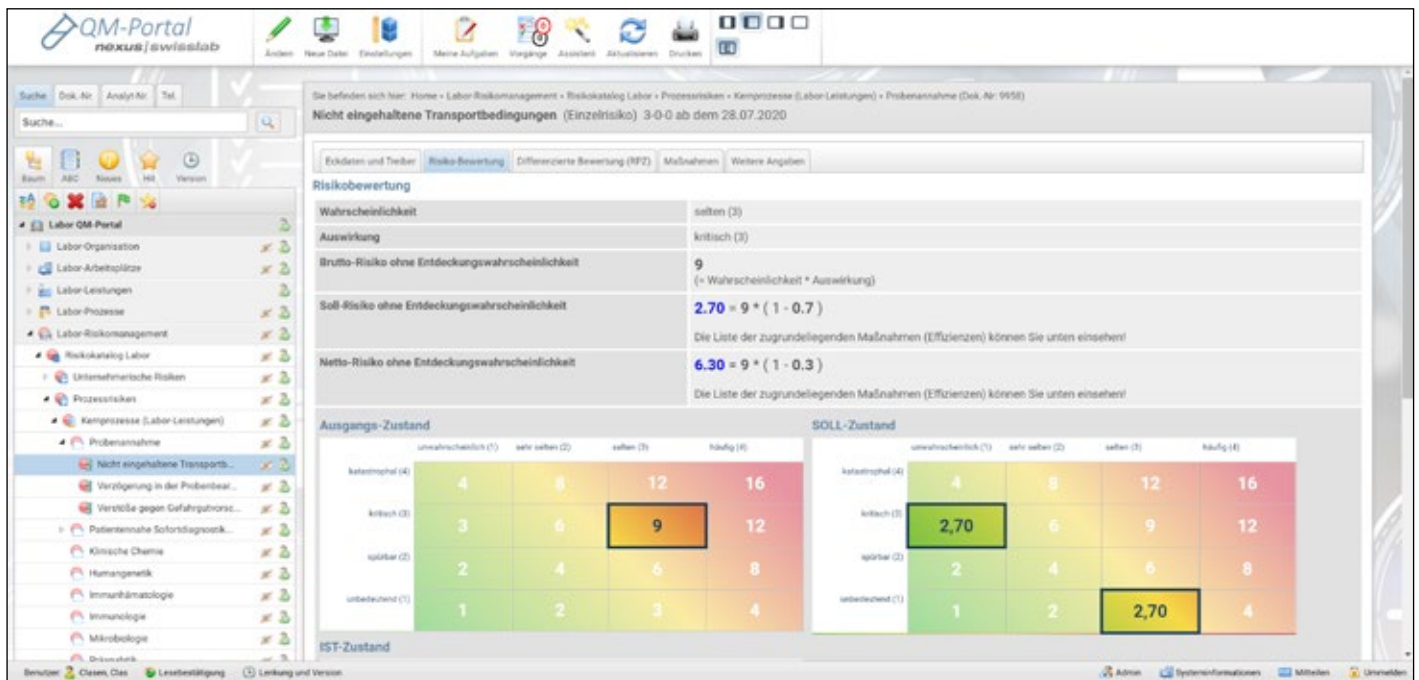 QM-Portal
nexus|swisslab
Ändern Neue Datei Einstellungen Meine Aufgaben Vorgänge Assistent Aktualisieren Drucken
Suche Dok.-Nr. Analyt-Nr. Tel.
Suche...
Baum ABC Neues Hit Version
Labor QM-Portal
Labor-Organisation
Labor-Arbeitsplätze
Labor-Leistungen
Labor-Prozesse
Labor-Risikomanagement
Risikokatalog Labor
Unternehmerische Risiken
Prozessrisiken
Kernprozesse (Labor-Leistungen)
Probenannahme
Nicht eingehaltene Transportb...
Verzögerung in der Probenbear...
Verstöße gegen Gefahrgutvorsc...
Patientennahe Sofortdiagnostik...
Klinische Chemie
Humangenetik
Immunhämatologie
Immunologie
Mikrobiologie
Sie befinden sich hier: Home » Labor-Risikomanagement » Risikokatalog Labor » Prozessrisiken » Kernprozesse (Labor-Leistungen) » Probenannahme (Dok.-Nr. 9958)
Nicht eingehaltene Transportbedingungen (Einzelrisiko) 3-0-0 ab dem 28.07.2020
Eckdaten und Treiber Risiko-Bewertung Differenzierte Bewertung (RPZ) Maßnahmen Weitere Angaben
Risikobewertung
Wahrscheinlichkeit selten (3)
Auswirkung kritisch (3)
Brutto-Risiko ohne Entdeckungswahrscheinlichkeit 9
(= Wahrscheinlichkeit * Auswirkung)
Soll-Risiko ohne Entdeckungswahrscheinlichkeit 2.70 = 9 * ( 1 - 0.7 )
Die Liste der zugrundeliegenden Maßnahmen (Effizienzen) können Sie unten einsehen!
Netto-Risiko ohne Entdeckungswahrscheinlichkeit 6.30 = 9 * ( 1 - 0.3 )
Die Liste der zugrundeliegenden Maßnahmen (Effizienzen) können Sie unten einsehen!
Ausgangs-Zustand
unwahrscheinlich (1) sehr selten (2) selten (3) häufig (4)
katastrophal (4) 4 8 12 16
kritisch (3) 3 6 9 12
spürbar (2) 2 4 6 8
unbedeutend (1) 1 2 3 4
SOLL-Zustand
unwahrscheinlich (1) sehr selten (2) selten (3) häufig (4)
katastrophal (4) 4 8 12 16
kritisch (3) 2,70 6 9 12
spürbar (2) 2 4 6 8
unbedeutend (1) 1 2 2,70 4
IST-Zustand
Benutzer: Clasen, Clas Lesebestätigung Lenkung und Version Admin Systeminformationen Mitteilen Ummelden